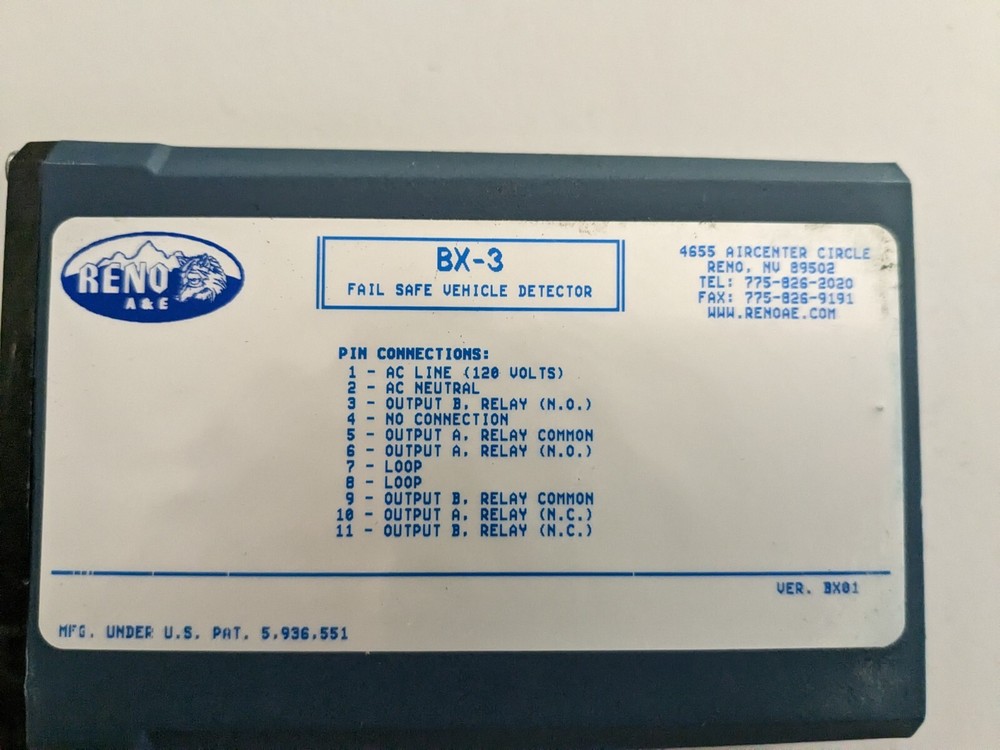 RENO
A & E
BX-3
FAIL SAFE VEHICLE DETECTOR
4655 AIRCENTER CIRCLE
RENO, NV 89502
TEL: 775-826-2020
FAX: 775-826-9191
WWW.RENOAE.COM
PIN CONNECTIONS:
1 - AC LINE (120 VOLTS)
2 - AC NEUTRAL
3 - OUTPUT B, RELAY (N.O.)
4 - NO CONNECTION
5 - OUTPUT A, RELAY COMMON
6 - OUTPUT A, RELAY (N.O.)
7 - LOOP
8 - LOOP
9 - OUTPUT B, RELAY COMMON
10 - OUTPUT A, RELAY (N.C.)
11 - OUTPUT B, RELAY (N.C.)
VER. BX01
MFG. UNDER U.S. PAT. 5,936,551